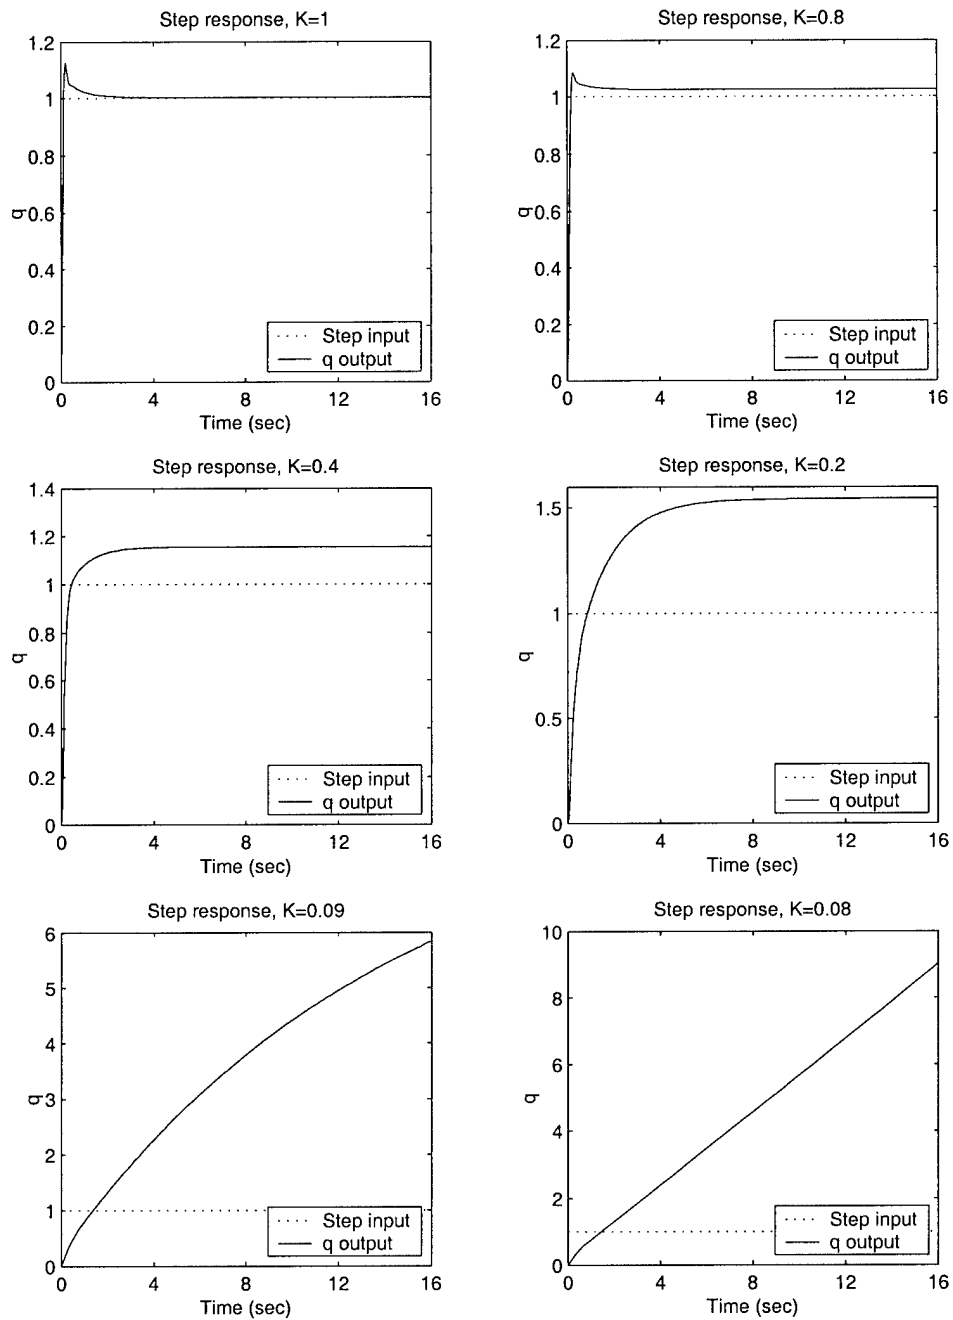 Step response, K=1
1.2
1
0.8
0.6
0.4
0.2
0
q
0 4 8 12 16
Time (sec)
Step input
q output
Step response, K=0.8
1.2
1
0.8
0.6
0.4
0.2
0
q
0 4 8 12 16
Time (sec)
Step input
q output
Step response, K=0.4
1.4
1.2
1
0.8
0.6
0.4
0.2
0
q
0 4 8 12 16
Time (sec)
Step input
q output
Step response, K=0.2
1.5
1
0.5
0
q
0 4 8 12 16
Time (sec)
Step input
q output
Step response, K=0.09
6
5
4
3
2
1
0
q
0 4 8 12 16
Time (sec)
Step input
q output
Step response, K=0.08
10
8
6
4
2
0
q
0 4 8 12 16
Time (sec)
Step input
q output